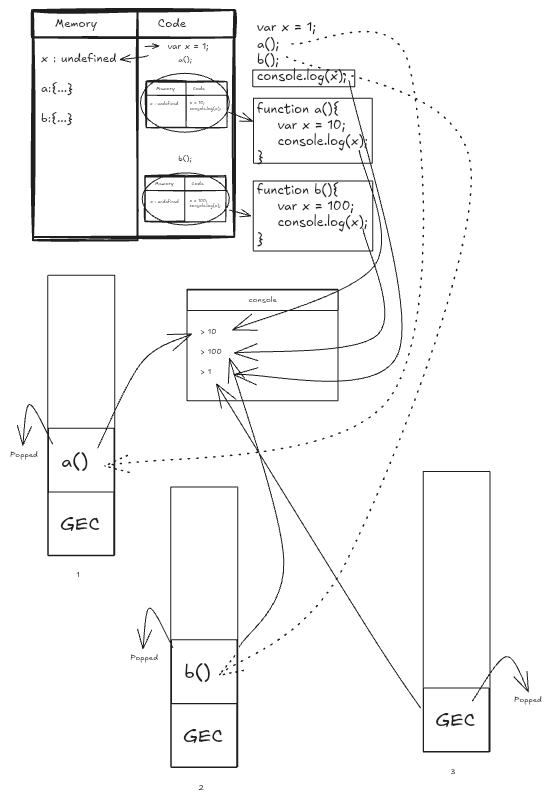 Memory
Code
x : undefined
a:{...}
b:{...}
var x = 1;
a();
Memory
Code
x : undefined
x = 10;
console.log(x);
b();
Memory
Code
x : undefined
x = 100;
console.log(x);
var x = 1;
a();
b();
console.log(x);
function a(){
var x = 10;
console.log(x);
}
function b(){
var x = 100;
console.log(x);
}
console
> 10
> 100
> 1
Popped
a()
GEC
1
Popped
b()
GEC
2
GEC
Popped
3